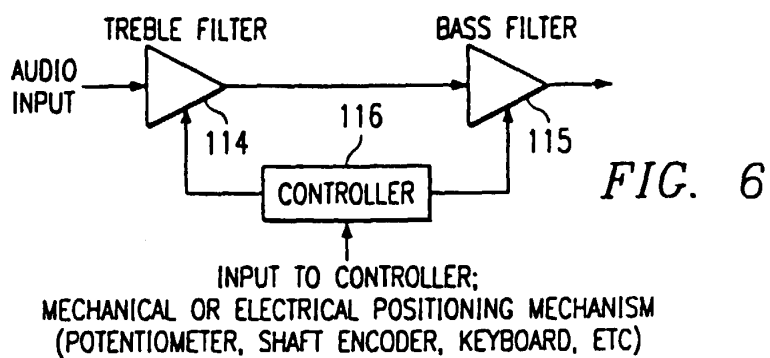 TREBLE FILTER
BASS FILTER
AUDIO
INPUT
114
116
115
CONTROLLER
FIG. 6
INPUT TO CONTROLLER;
MECHANICAL OR ELECTRICAL POSITIONING MECHANISM
(POTENTIOMETER, SHAFT ENCODER, KEYBOARD, ETC)